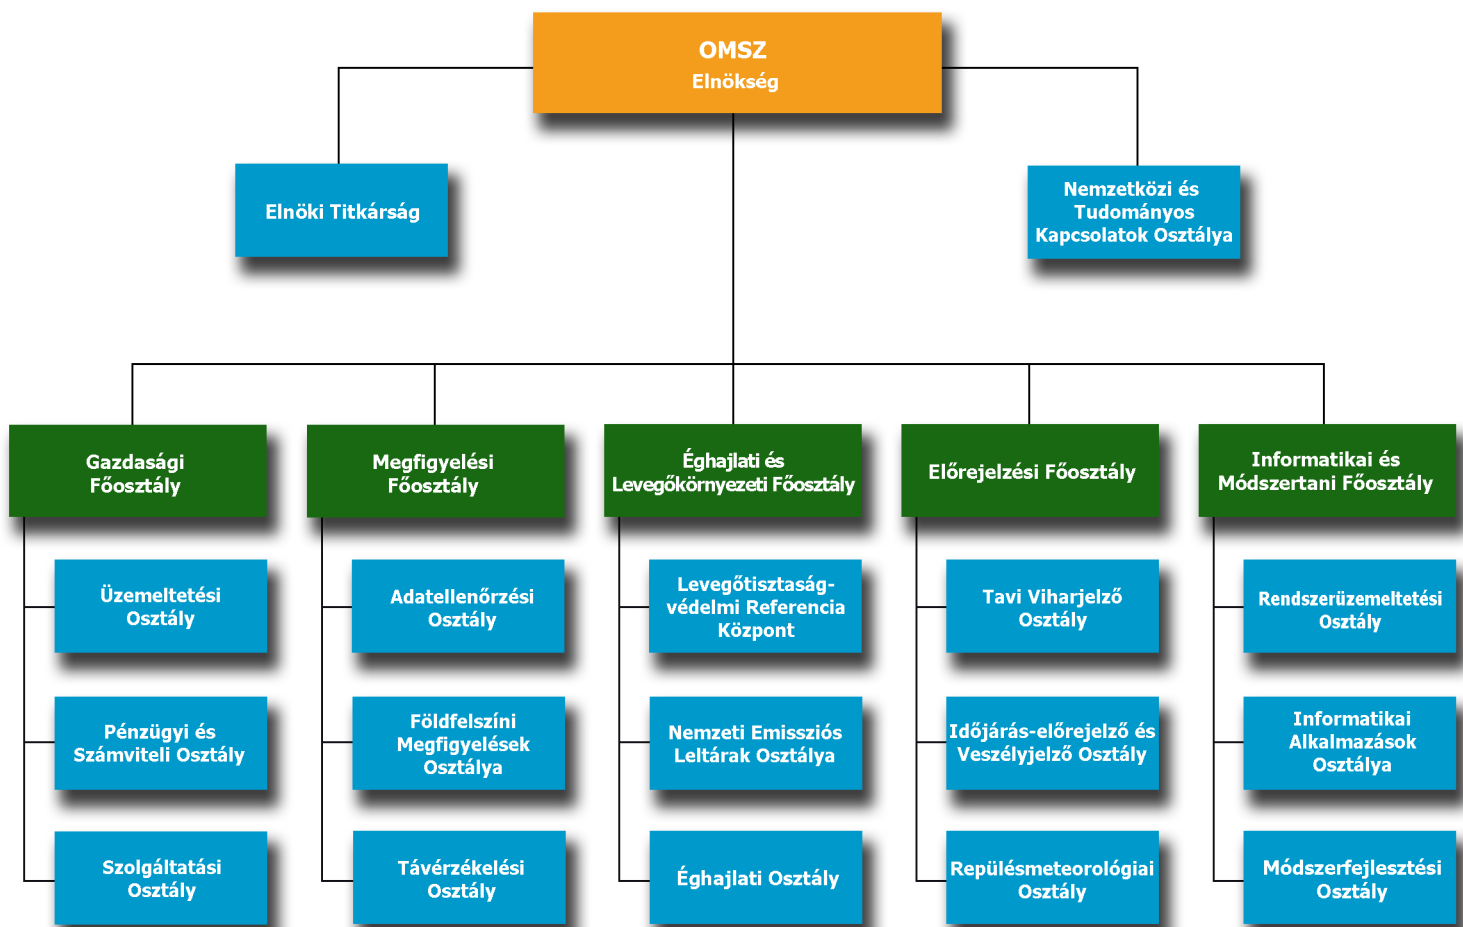 OMSZ
Elnökség
Elnöki Titkárság
Nemzetközi és
Tudományos
Kapcsolatok Osztálya
Gazdasági
Főosztály
Megfigyelési
Főosztály
Éghajlati és
Levegőkörnyezeti Főosztály
Előrejelzési Főosztály
Informatikai és
Módszertani Főosztály
Üzemeltetési
Osztály
Adatellenőrzési
Osztály
Levegőtisztaság-
védelmi Referencia
Központ
Tavi Viharjelző
Osztály
Rendszerüzemeltetési
Osztály
Pénzügyi és
Számviteli Osztály
Földfelszíni
Megfigyelések
Osztálya
Nemzeti Emissziós
Leltárak Osztálya
Időjárás-előrejelző és
Veszélyjelző Osztály
Informatikai
Alkalmazások
Osztálya
Szolgáltatási
Osztály
Távérzékelési
Osztály
Éghajlati Osztály
Repülésmeteorológiai
Osztály
Módszerfejlesztési
Osztály